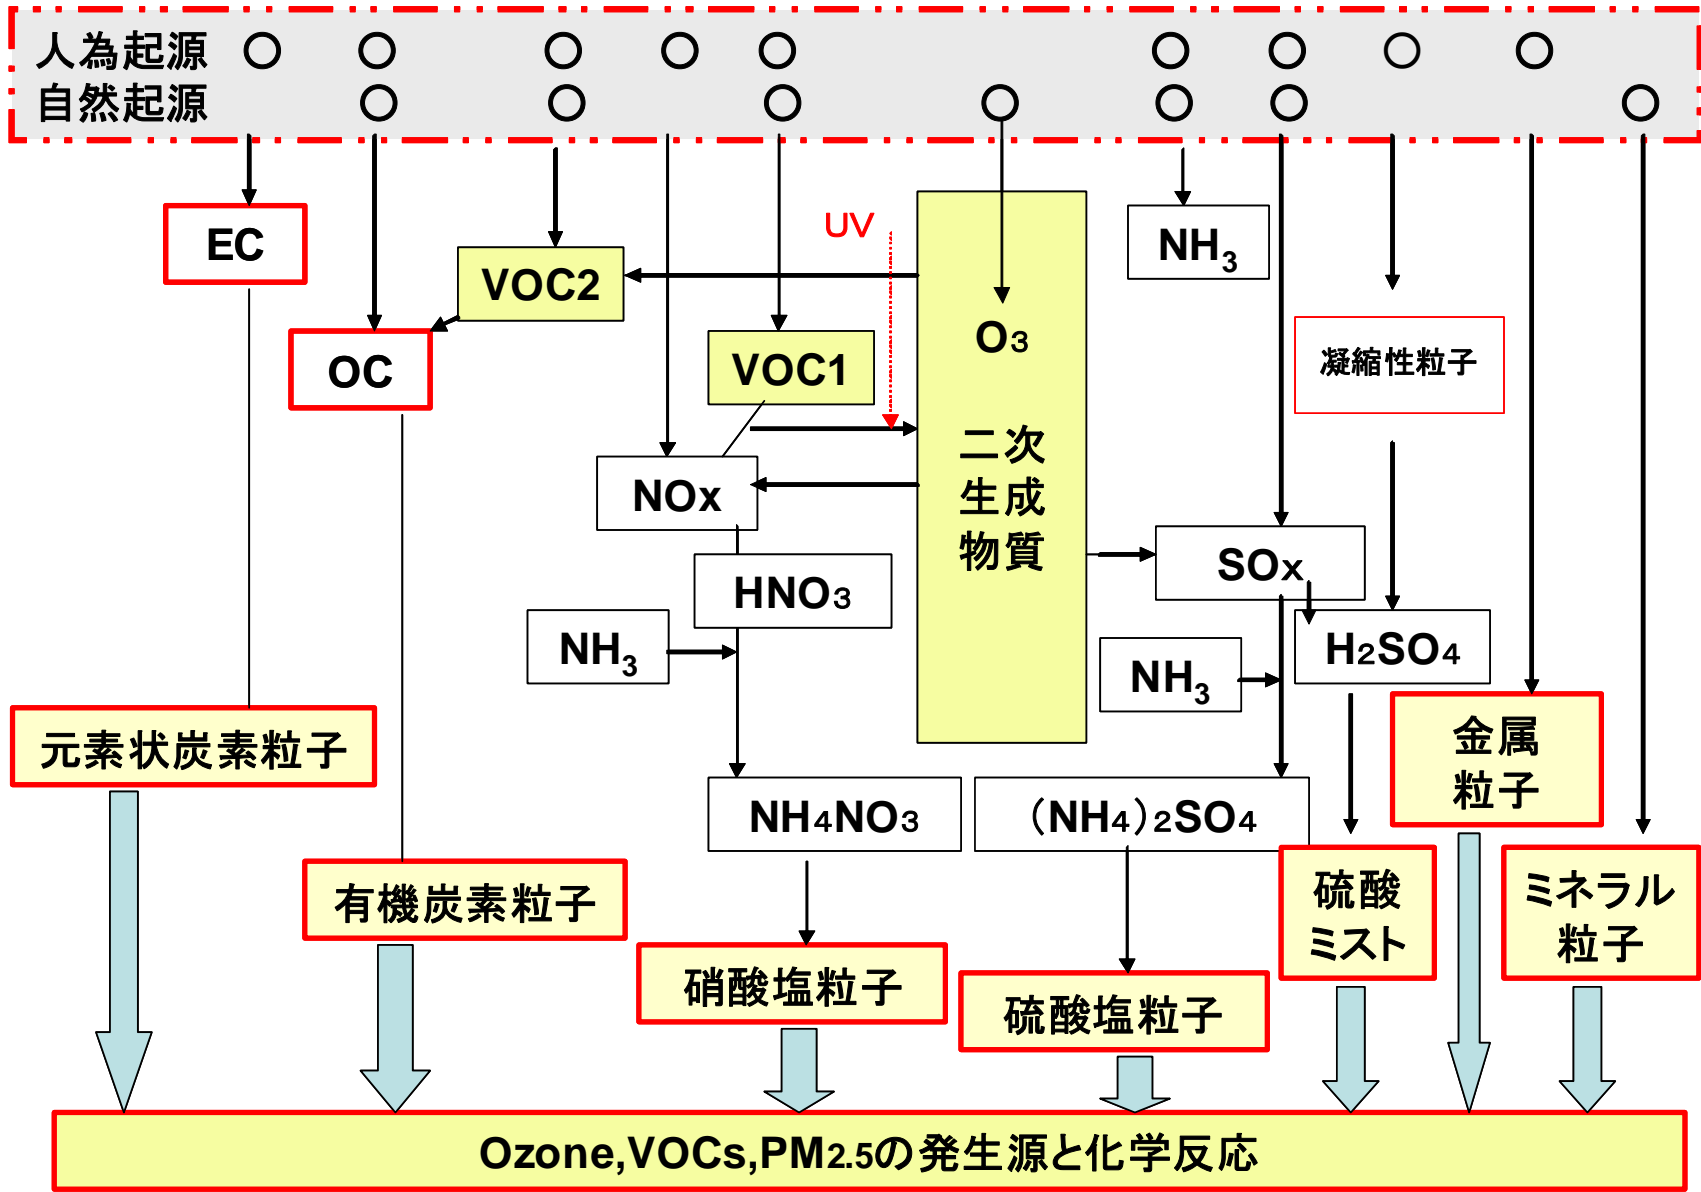 人為起源 ○ ○ ○ ○ ○ ○ ○ ○ ○
自然起源 ○ ○ ○ ○ ○ ○ ○
UV
EC
NH3
VOC2
O3
OC
VOC1
凝縮性粒子
二次
生成
物質
NOx
SOx
HNO3
NH3
H2SO4
NH3
元素状炭素粒子
金属
粒子
NH4NO3
(NH4)2SO4
有機炭素粒子
硫酸
ミスト
ミネラル
粒子
硝酸塩粒子
硫酸塩粒子
Ozone,VOCs,PM2.5の発生源と化学反応